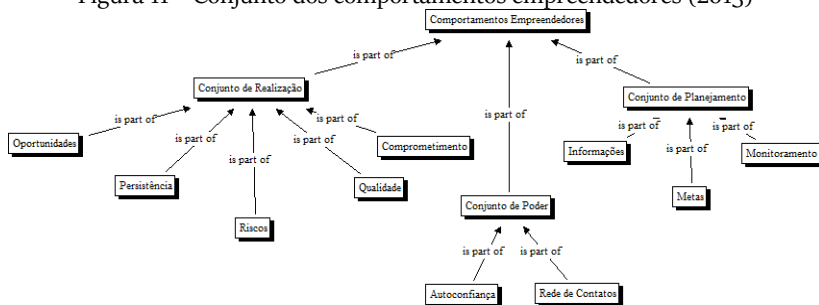 Figura 11 – Conjunto dos comportamentos empreendedores (2013)
Comportamentos Empreendedores
is part of
is part of
Conjunto de Realização
Conjunto de Planejamento
is part of
is part of
is part of
is part of
is part of
Oportunidades
is part of
is part of
is part of
is part of
is part of
Comprometimento
Informações
Monitoramento
Persistência
Qualidade
Metas
Conjunto de Poder
Riscos
is part of
is part of
Autoconfiança
Rede de Contatos